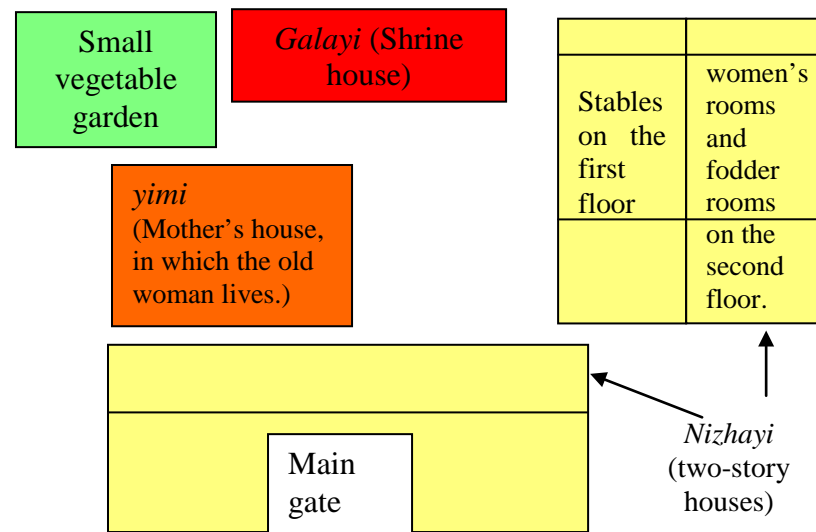 Small
vegetable
garden
Galayi (Shrine
house)
Stables
on the
first
floor
women's
rooms
and
fodder
rooms
on the
second
floor.
yimi
(Mother's house,
in which the old
woman lives.)
Main
gate
Nizhayi
(two-story
houses)